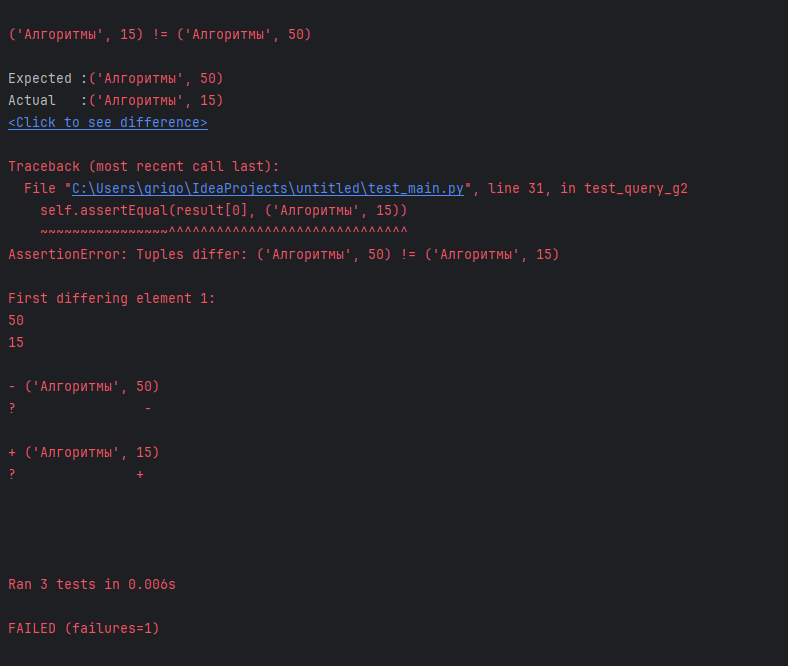 ('Алгоритмы', 15) != ('Алгоритмы', 50)
Expected :('Алгоритмы', 50)
Actual   :('Алгоритмы', 15)
<Click to see difference>
Traceback (most recent call last):
  File "C:\Users\grigo\IdeaProjects\untitled\test_main.py", line 31, in test_query_g2
    self.assertEqual(result[0], ('Алгоритмы', 15))
    ~~~~~~~~~~~~~~~~^^^^^^^^^^^^^^^^^^^^^^^^^^^^^^
AssertionError: Tuples differ: ('Алгоритмы', 50) != ('Алгоритмы', 15)
First differing element 1:
50
15
- ('Алгоритмы', 50)
?                -
+ ('Алгоритмы', 15)
?               +
Ran 3 tests in 0.006s
FAILED (failures=1)